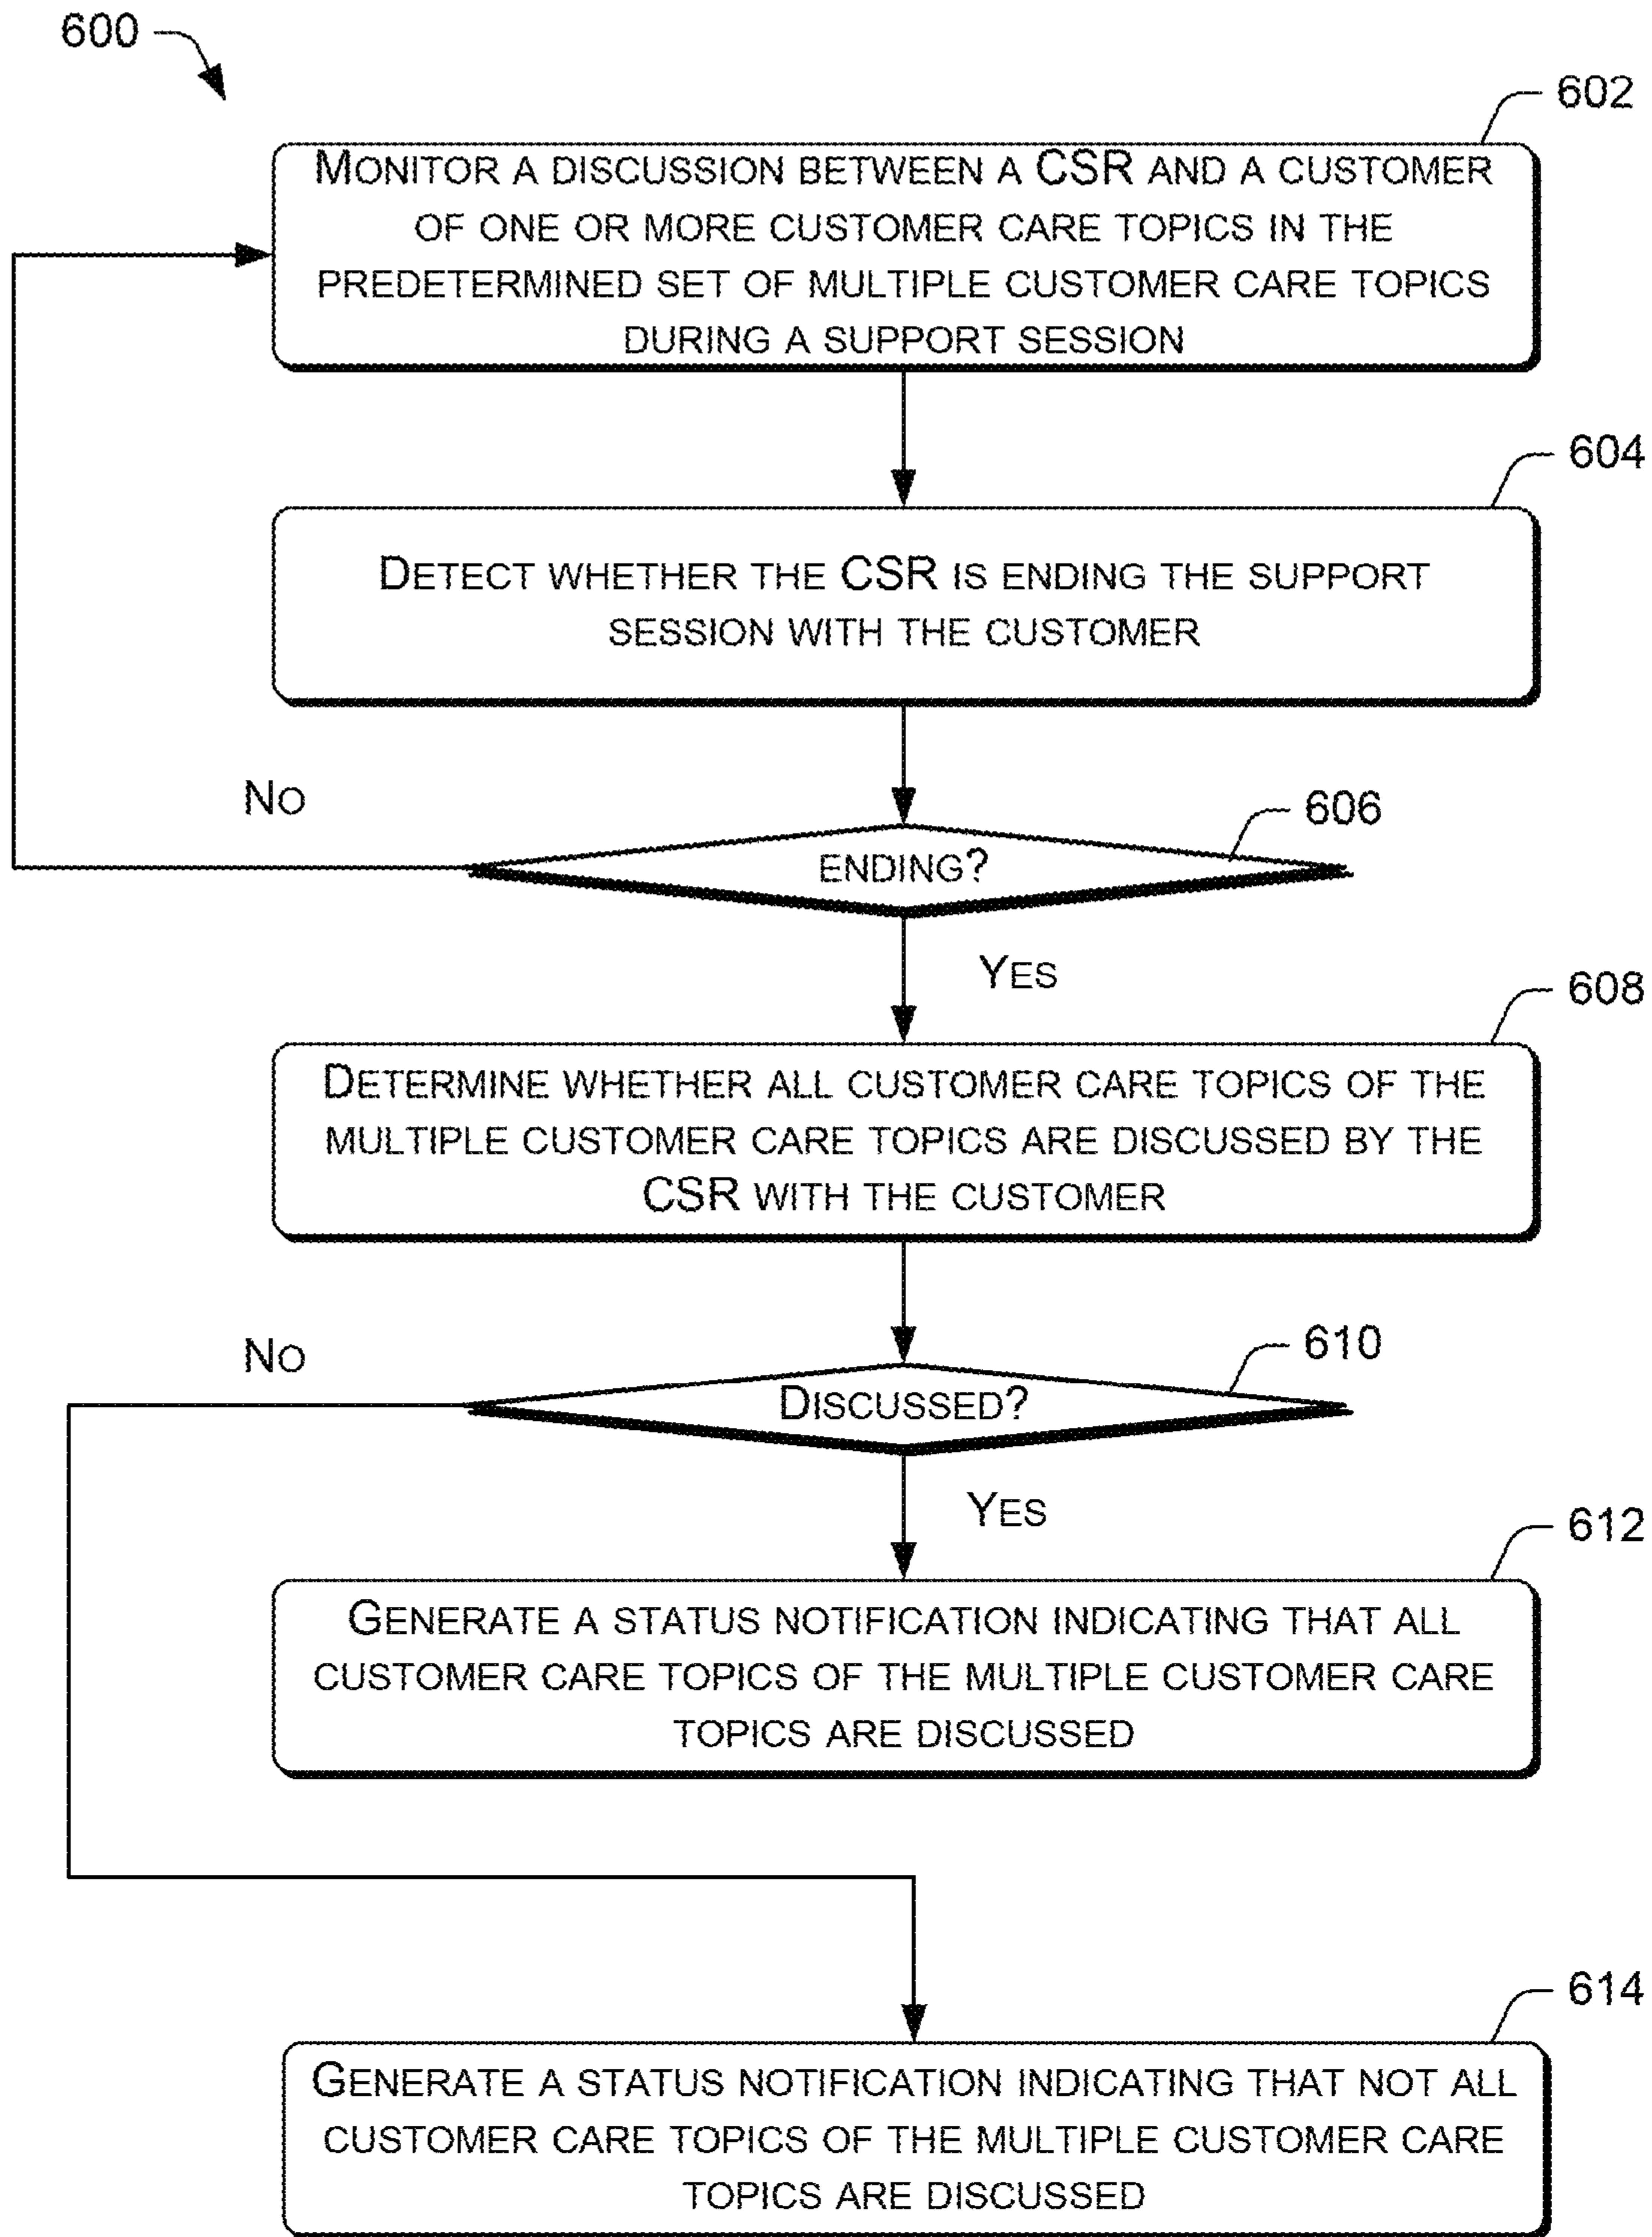 600
602
MONITOR A DISCUSSION BETWEEN A CSR AND A CUSTOMER
OF ONE OR MORE CUSTOMER CARE TOPICS IN THE
PREDETERMINED SET OF MULTIPLE CUSTOMER CARE TOPICS
DURING A SUPPORT SESSION
604
DETECT WHETHER THE CSR IS ENDING THE SUPPORT
SESSION WITH THE CUSTOMER
NO
606
ENDING?
YES
608
DETERMINE WHETHER ALL CUSTOMER CARE TOPICS OF THE
MULTIPLE CUSTOMER CARE TOPICS ARE DISCUSSED BY THE
CSR WITH THE CUSTOMER
NO
610
DISCUSSED?
YES
612
GENERATE A STATUS NOTIFICATION INDICATING THAT ALL
CUSTOMER CARE TOPICS OF THE MULTIPLE CUSTOMER CARE
TOPICS ARE DISCUSSED
614
GENERATE A STATUS NOTIFICATION INDICATING THAT NOT ALL
CUSTOMER CARE TOPICS OF THE MULTIPLE CUSTOMER CARE
TOPICS ARE DISCUSSED